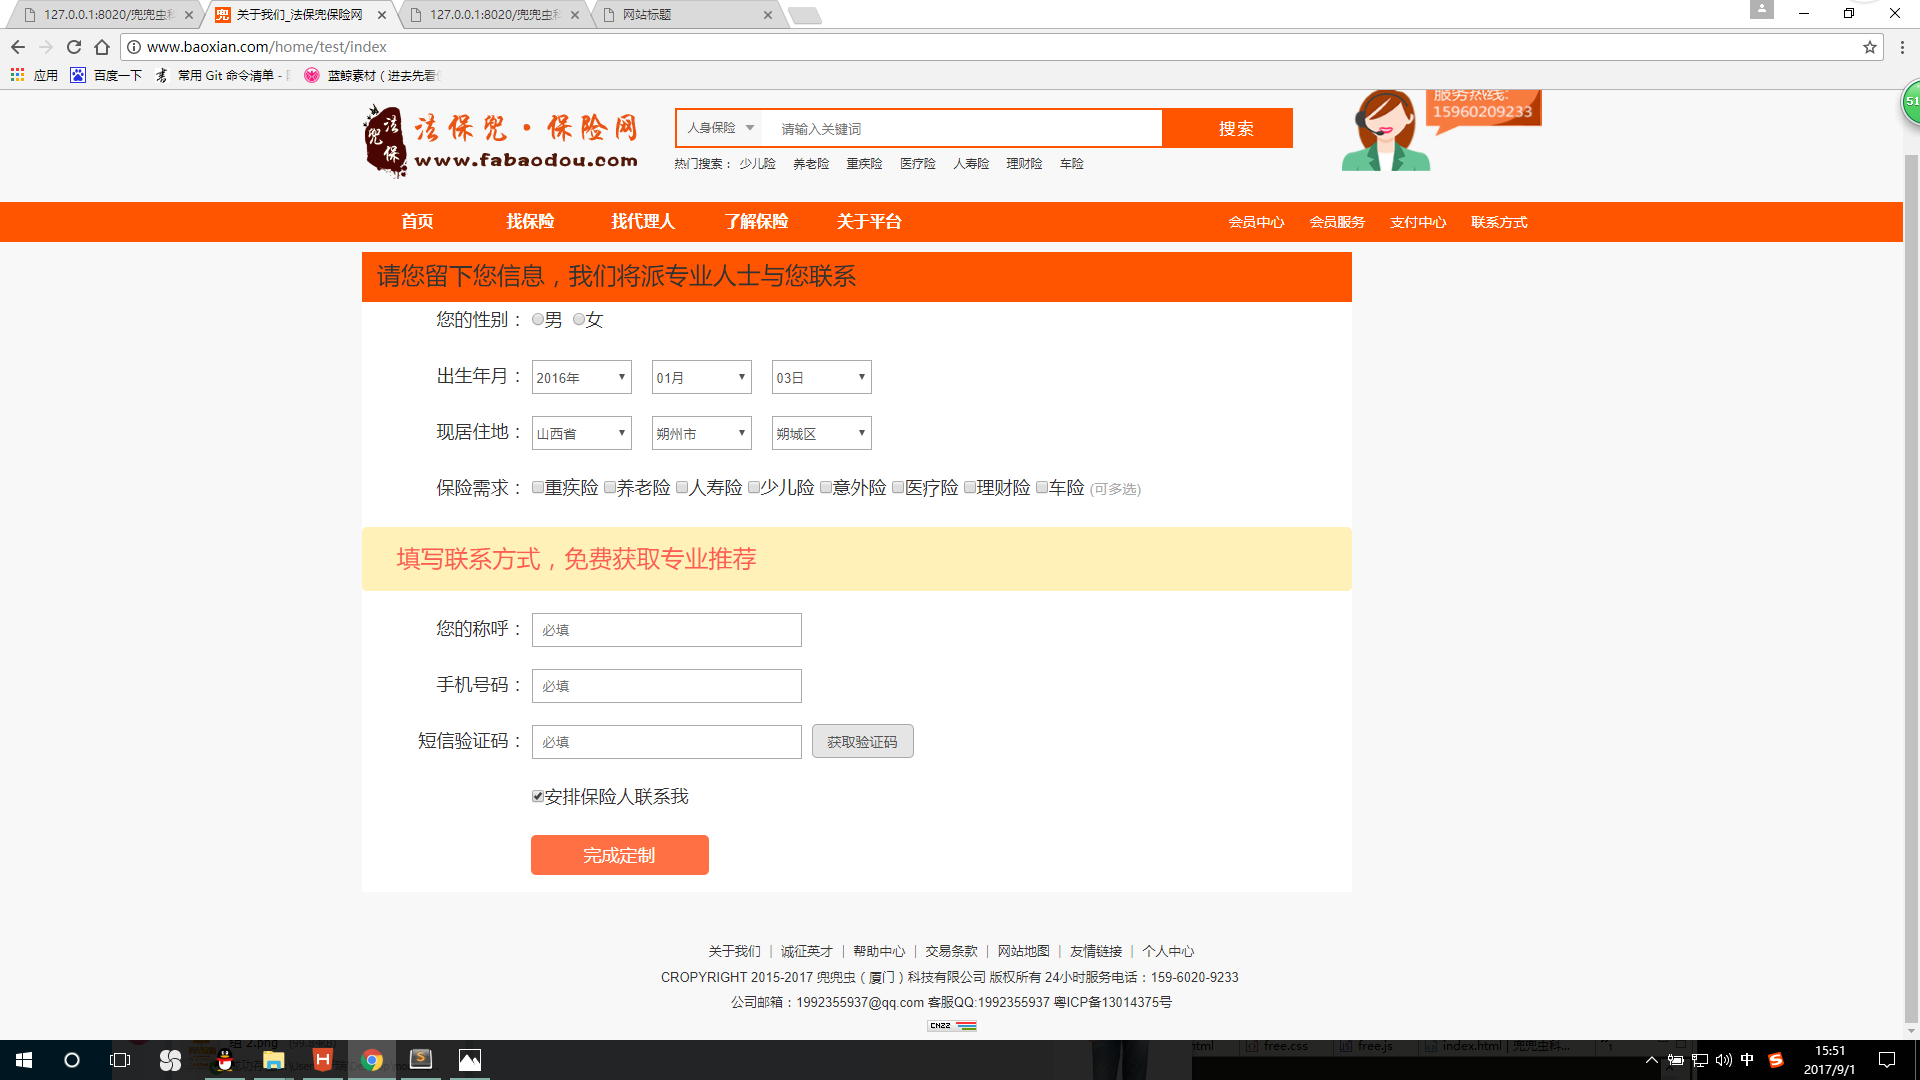 127.0.0.1:8020/兜兜虫科
关于我们_法保兜保险网
127.0.0.1:8020/兜兜虫科
网站标题
www.baoxian.com/home/test/index
应用
百度一下
常用 Git 命令清单 -
蓝鲸素材（进去先看
51
法保兜
法保兜·保险网
www.fabaodou.com
人身保险
请输入关键词
搜索
热门搜索： 少儿险 养老险 重疾险 医疗险 人寿险 理财险 车险
服务热线:
15960209233
首页 找保险 找代理人 了解保险 关于平台 会员中心 会员服务 支付中心 联系方式
请您留下您信息，我们将派专业人士与您联系
您的性别： 男 女
出生年月： 2016年 01月 03日
现居住地： 山西省 朔州市 朔城区
保险需求： 重疾险 养老险 人寿险 少儿险 意外险 医疗险 理财险 车险 (可多选)
填写联系方式，免费获取专业推荐
您的称呼： 必填
手机号码： 必填
短信验证码： 必填 获取验证码
安排保险人联系我
完成定制
关于我们 | 诚征英才 | 帮助中心 | 交易条款 | 网站地图 | 友情链接 | 个人中心
CROPYRIGHT 2015-2017 兜兜虫（厦门）科技有限公司 版权所有 24小时服务电话：159-6020-9233
公司邮箱：1992355937@qq.com 客服QQ:1992355937 粤ICP备13014375号
CNZZ
组 2.png
html
free.css
free.js
index.html | 兜兜虫科...
中
15:51
2017/9/1